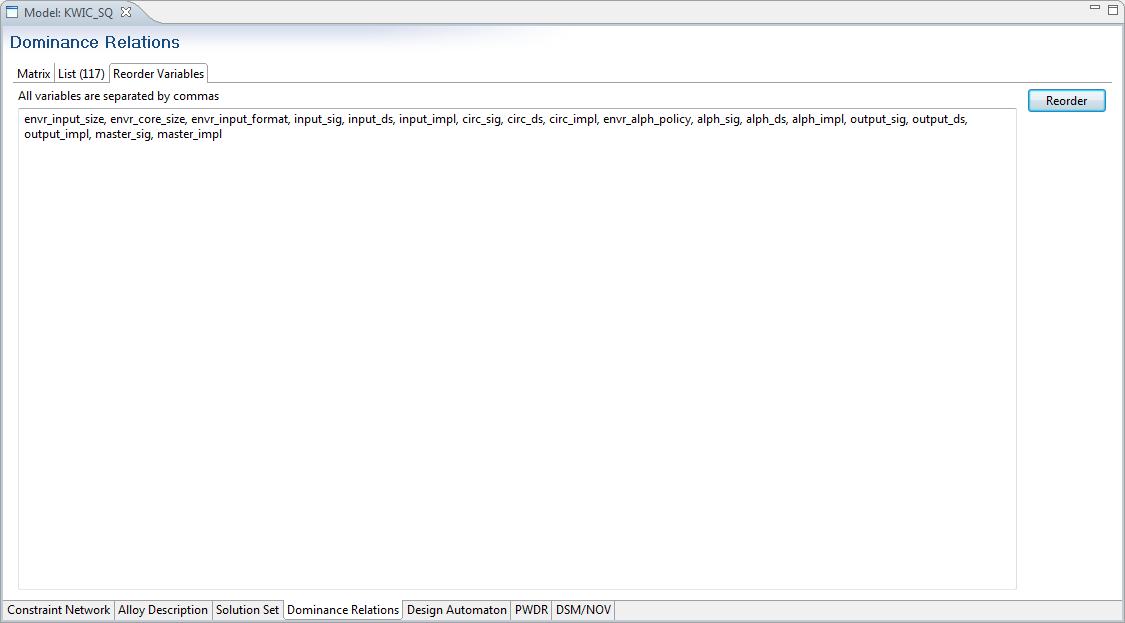 Model: KWIC_SQ
Dominance Relations
Matrix List (117) Reorder Variables
All variables are separated by commas
Reorder
envr_input_size, envr_core_size, envr_input_format, input_sig, input_ds, input_impl, circ_sig, circ_ds, circ_impl, envr_alph_policy, alph_sig, alph_ds, alph_impl, output_sig, output_ds,
output_impl, master_sig, master_impl
Constraint Network Alloy Description Solution Set Dominance Relations Design Automaton PWDR DSM/NOV